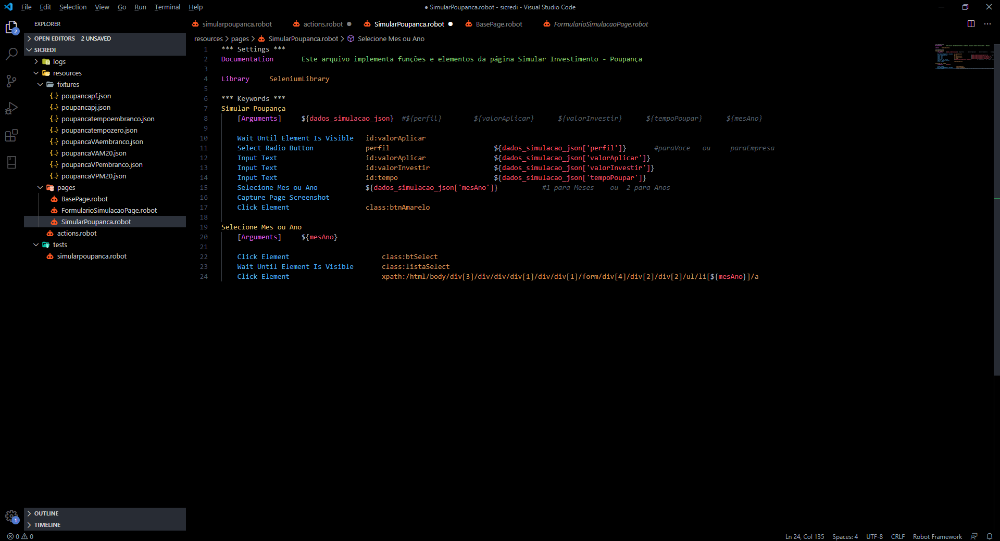 File Edit Selection View Go Run Terminal Help
● SimularPoupanca.robot - sicredi - Visual Studio Code
EXPLORER
OPEN EDITORS 2 UNSAVED
SICREDI
logs
resources
fixtures
{..} poupancapf.json
{..} poupancapj.json
{..} poupancatempoembranco.json
{..} poupancatempozero.json
{..} poupancaVAembranco.json
{..} poupancaVAM20.json
{..} poupancaVPembranco.json
{..} poupancaVPM20.json
pages
BasePage.robot
FormularioSimulacaoPage.robot
SimularPoupanca.robot
actions.robot
tests
simularpoupanca.robot
OUTLINE
TIMELINE
2
1
simularpoupanca.robot actions.robot ● SimularPoupanca.robot ● BasePage.robot FormularioSimulacaoPage.robot
resources > pages > SimularPoupanca.robot > Selecione Mes ou Ano
1 *** Settings ***
2 Documentation Este arquivo implementa funções e elementos da página Simular Investimento - Poupança
3
4 Library SeleniumLibrary
5
6 *** Keywords ***
7 Simular Poupança
8 [Arguments] ${dados_simulacao_json} #${perfil} ${valorAplicar} ${valorInvestir} ${tempoPoupar} ${mesAno}
9
10 Wait Until Element Is Visible id:valorAplicar
11 Select Radio Button perfil ${dados_simulacao_json['perfil']} #paraVoce ou paraEmpresa
12 Input Text id:valorAplicar ${dados_simulacao_json['valorAplicar']}
13 Input Text id:valorInvestir ${dados_simulacao_json['valorInvestir']}
14 Input Text id:tempo ${dados_simulacao_json['tempoPoupar']}
15 Selecione Mes ou Ano ${dados_simulacao_json['mesAno']} #1 para Meses ou 2 para Anos
16 Capture Page Screenshot
17 Click Element class:btnAmarelo
18
19 Selecione Mes ou Ano
20 [Arguments] ${mesAno}
21
22 Click Element class:btSelect
23 Wait Until Element Is Visible class:listaSelect
24 Click Element xpath:/html/body/div[3]/div/div/div[1]/div/div[1]/form/div[4]/div[2]/div[2]/ul/li[${mesAno}]/a
0 0
Ln 24, Col 135 Spaces: 4 UTF-8 CRLF Robot Framework